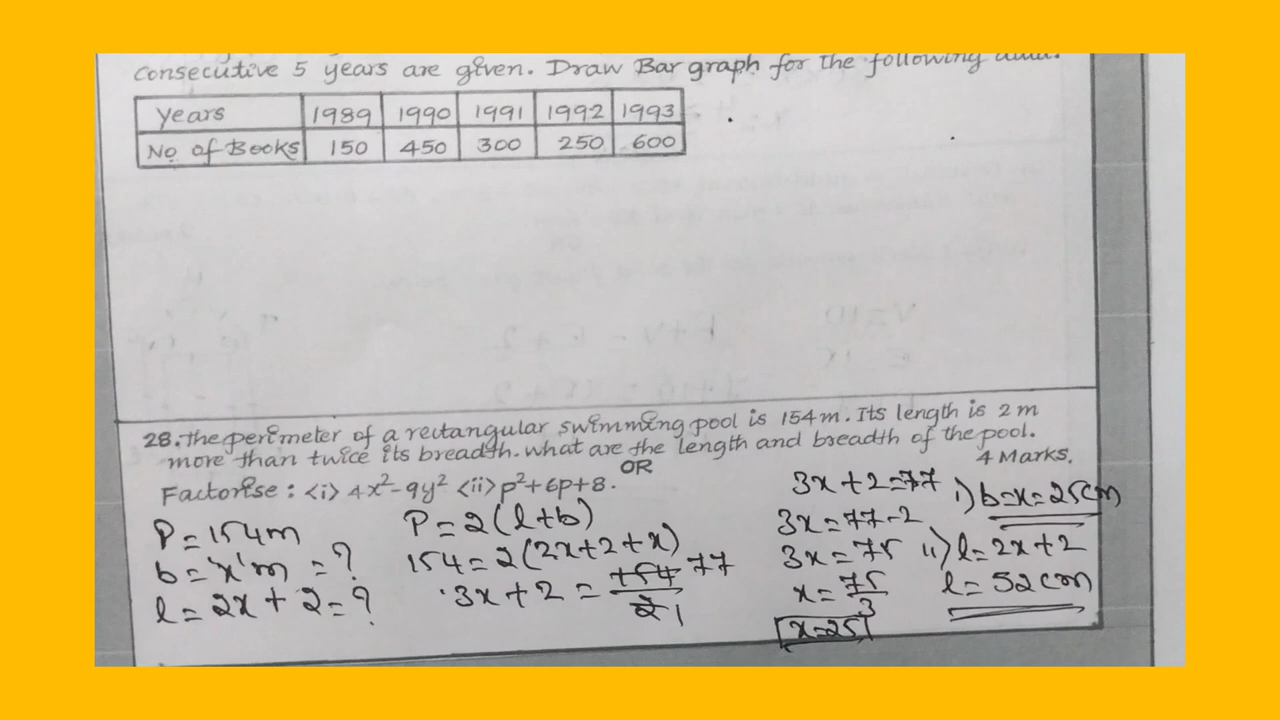 consecutive 5 years are given. Draw Bar graph for the following data.
Years 1989 1990 1991 1992 1993
No. of Books 150 450 300 250 600
28. The perimeter of a rectangular swimming pool is 154 m. Its length is 2 m
more than twice its breadth. what are the length and breadth of the pool.
OR
4 Marks.
Factorise : <i> 4x²-9y² <ii> p²+6p+8.
P = 154m
b = 'x' m = ?
l = 2x + 2 = ?
P = 2(l+b)
154 = 2(2x+2+x)
3x + 2 = 154/2 77 1
3x + 2 = 77
3x = 77-2
3x = 75
x = 75/3
x=25
i) b=x=25cm
ii) l=2x+2
l = 52cm